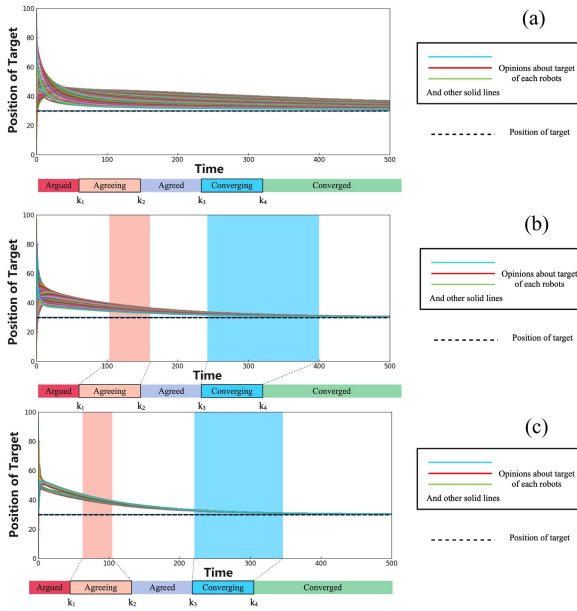 (a)
100
80
60
40
20
0
Position of Target
0 100 200 300 400 500
Time
Opinions about target
of each robots
And other solid lines
Position of target
Argued Agreeing Agreed Converging Converged
k₁ k₂ k₃ k₄
(b)
100
80
60
40
20
0
Position of Target
0 100 200 300 400 500
Time
Opinions about target
of each robots
And other solid lines
Position of target
Argued Agreeing Agreed Converging Converged
k₁ k₂ k₃ k₄
(c)
100
80
60
40
20
0
Position of Target
0 100 200 300 400 500
Time
Opinions about target
of each robots
And other solid lines
Position of target
Argued Agreeing Agreed Converging Converged
k₁ k₂ k₃ k₄